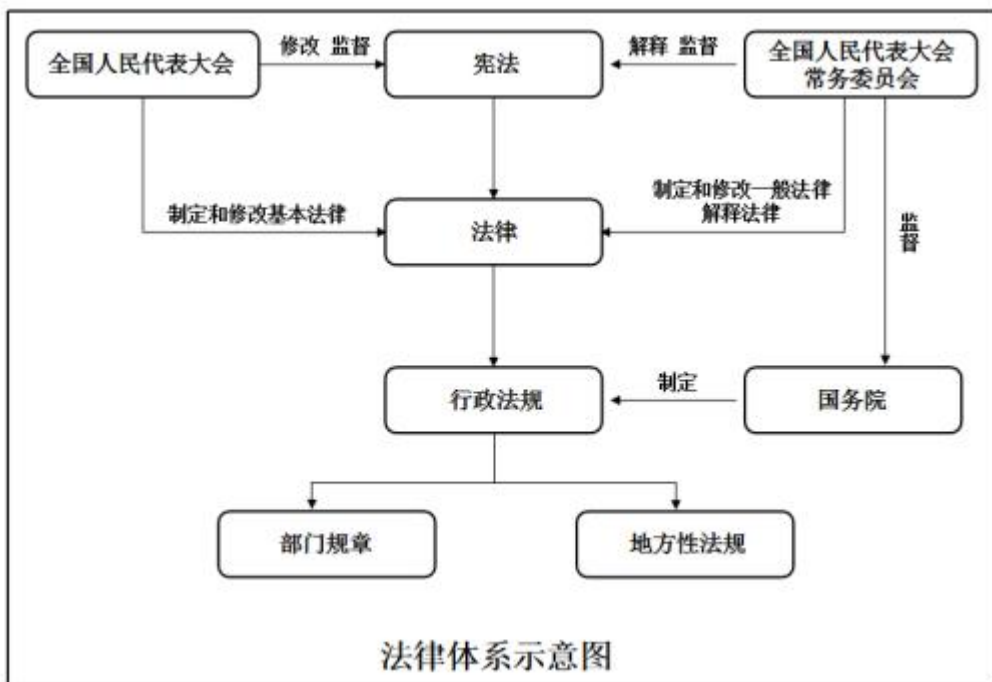 全国人民代表大会
修改 监督
宪法
解释 监督
全国人民代表大会
常务委员会
制定和修改基本法律
法律
制定和修改一般法律
解释法律
监督
行政法规
制定
国务院
部门规章
地方性法规
法律体系示意图